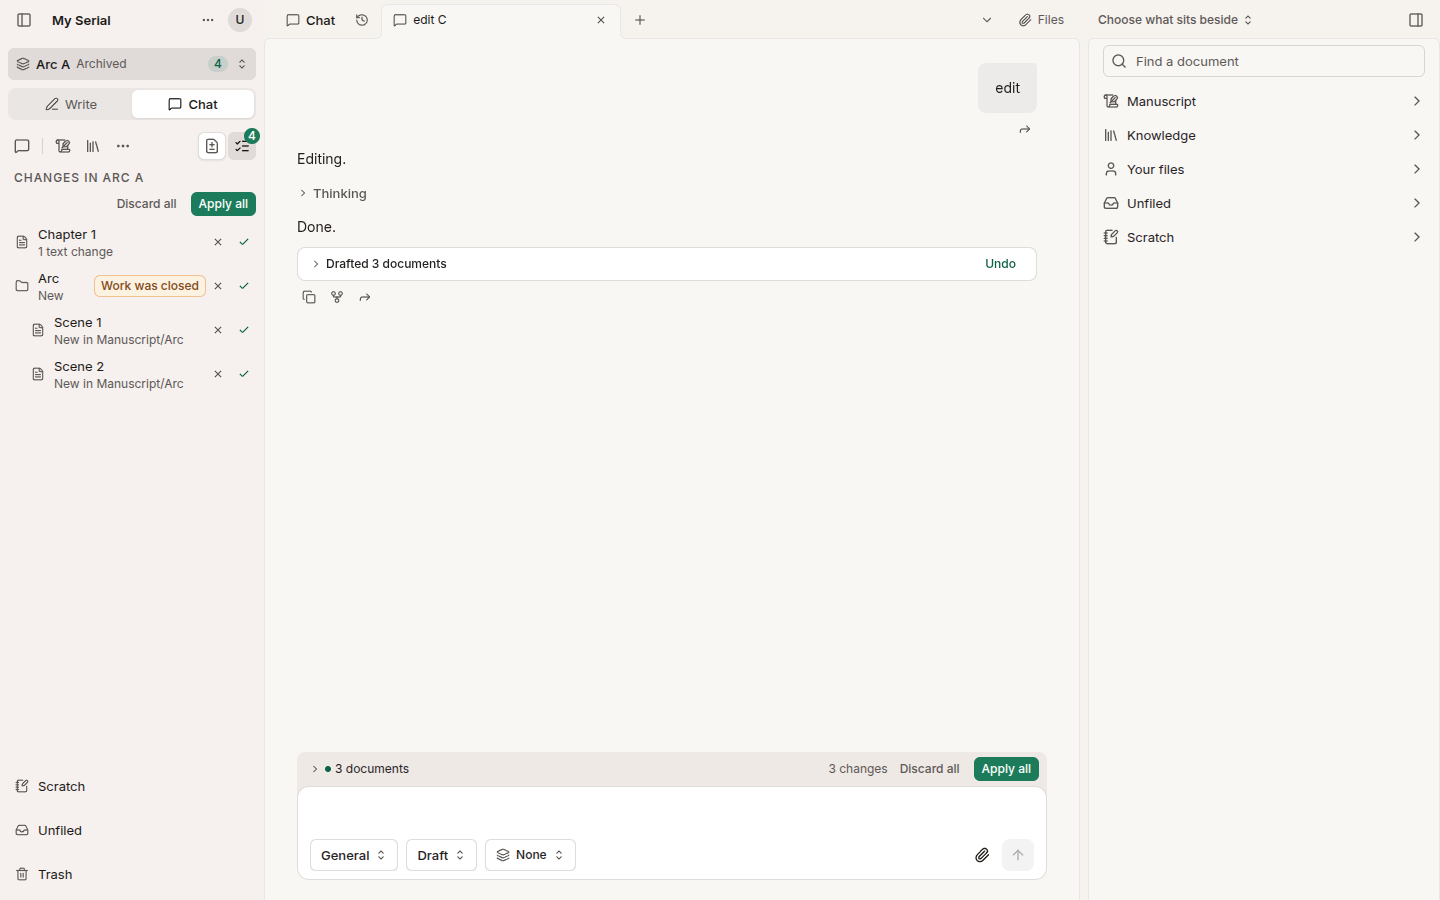 My Serial
U
Arc A Archived
4
Write
Chat
4
CHANGES IN ARC A
Discard all
Apply all
Chapter 1
1 text change
Arc
New
Work was closed
Scene 1
New in Manuscript/Arc
Scene 2
New in Manuscript/Arc
Scratch
Unfiled
Trash
Chat
edit C
Files
edit
Editing.
Thinking
Done.
Drafted 3 documents
Undo
3 documents
3 changes
Discard all
Apply all
General
Draft
None
Choose what sits beside
Find a document
Manuscript
Knowledge
Your files
Unfiled
Scratch